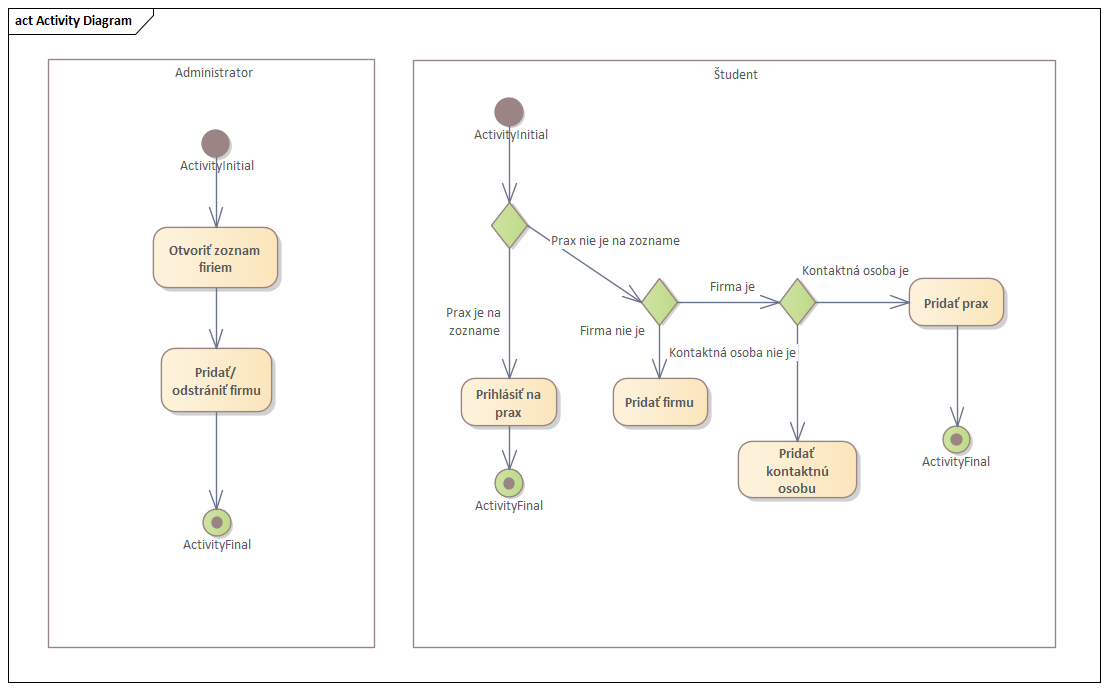 act Activity Diagram
Administrator
ActivityInitial
Otvoriť zoznam
firiem
Pridať/
odstrániť firmu
ActivityFinal
Študent
ActivityInitial
Prax nie je na zozname
Prax je na
zozname
Prihlásiť na
prax
ActivityFinal
Firma je
Firma nie je
Pridať firmu
Kontaktná osoba je
Kontaktná osoba nie je
Pridať
kontaktnú
osobu
Pridať prax
ActivityFinal